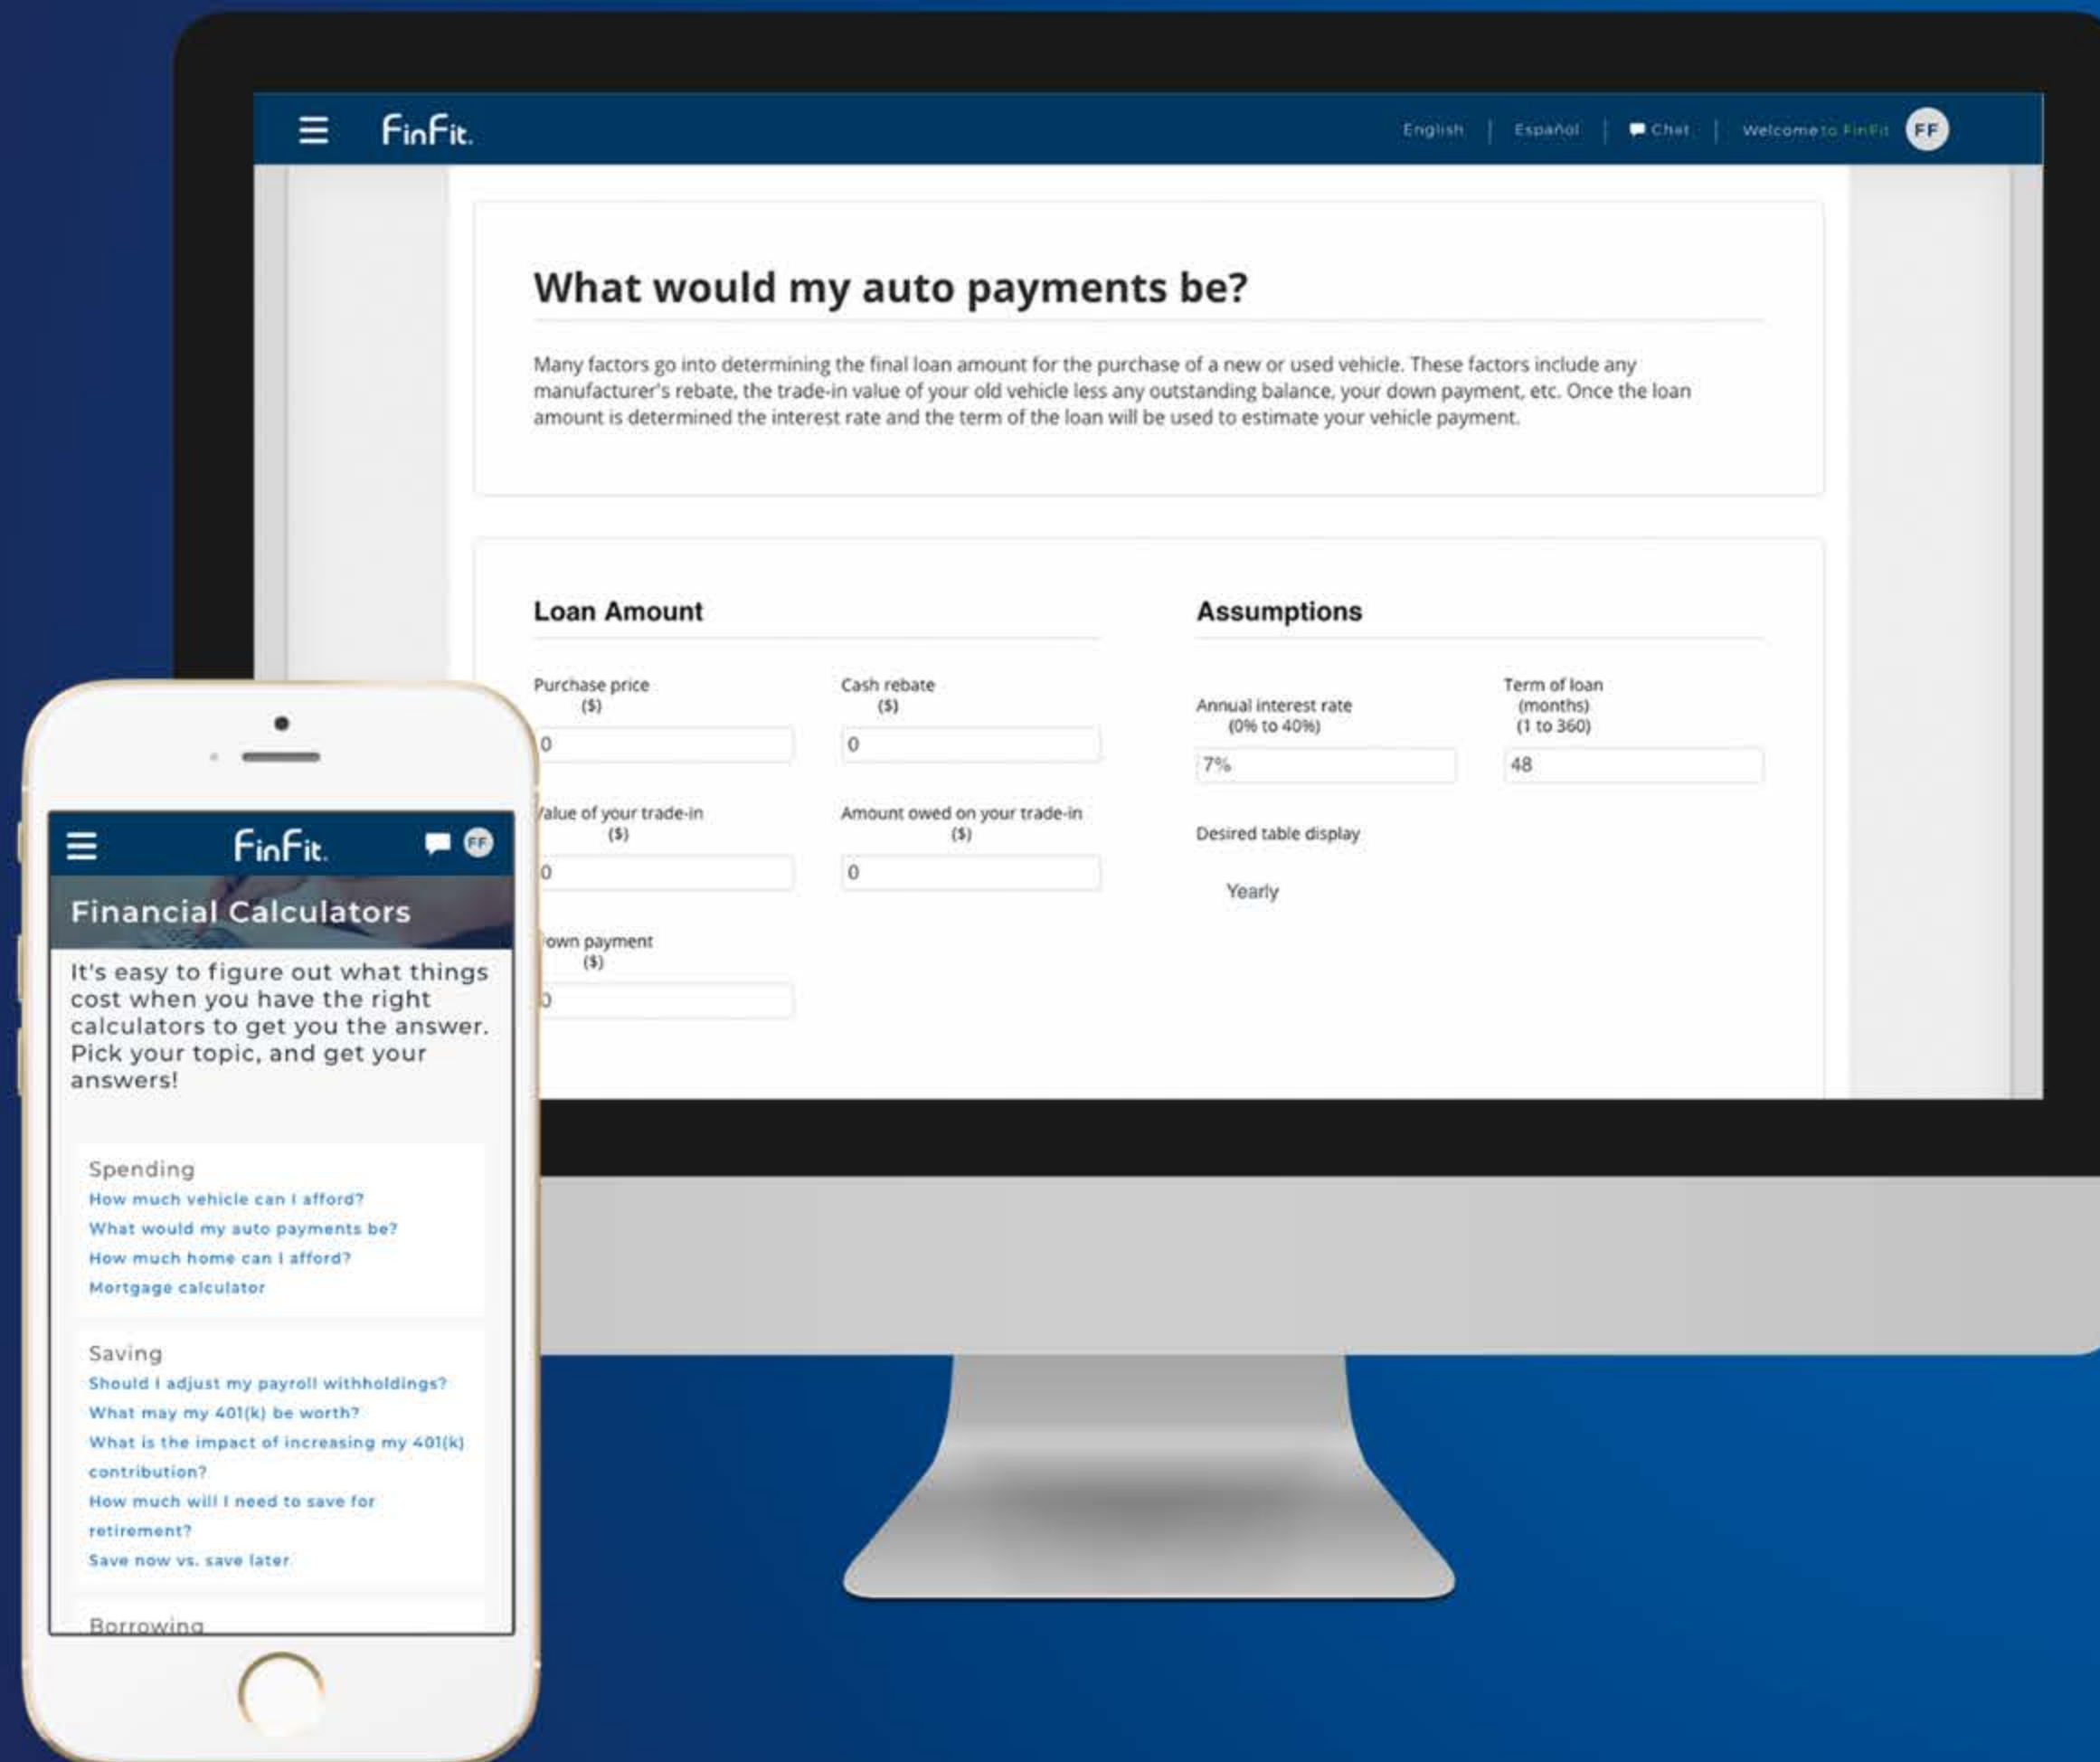 FinFit.
English | Español | Chat | Welcome to FinFit FF
What would my auto payments be?
Many factors go into determining the final loan amount for the purchase of a new or used vehicle. These factors include any
manufacturer's rebate, the trade-in value of your old vehicle less any outstanding balance, your down payment, etc. Once the loan
amount is determined the interest rate and the term of the loan will be used to estimate your vehicle payment.
Loan Amount
Purchase price
($)
0
Cash rebate
($)
0
Value of your trade-in
($)
0
Amount owed on your trade-in
($)
0
own payment
($)
0
Assumptions
Annual interest rate
(0% to 40%)
7%
Term of loan
(months)
(1 to 360)
48
Desired table display
Yearly
FinFit. FF
Financial Calculators
It's easy to figure out what things
cost when you have the right
calculators to get you the answer.
Pick your topic, and get your
answers!
Spending
How much vehicle can I afford?
What would my auto payments be?
How much home can I afford?
Mortgage calculator
Saving
Should I adjust my payroll withholdings?
What may my 401(k) be worth?
What is the impact of increasing my 401(k)
contribution?
How much will I need to save for
retirement?
Save now vs. save later
Borrowing